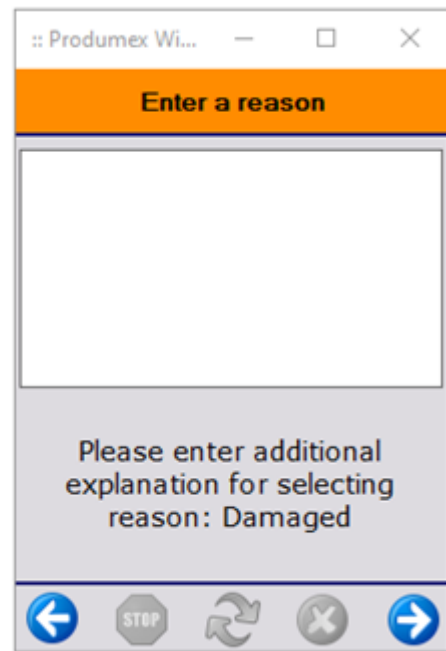 :: Produmex Wi...
Enter a reason
Please enter additional
explanation for selecting
reason: Damaged
STOP